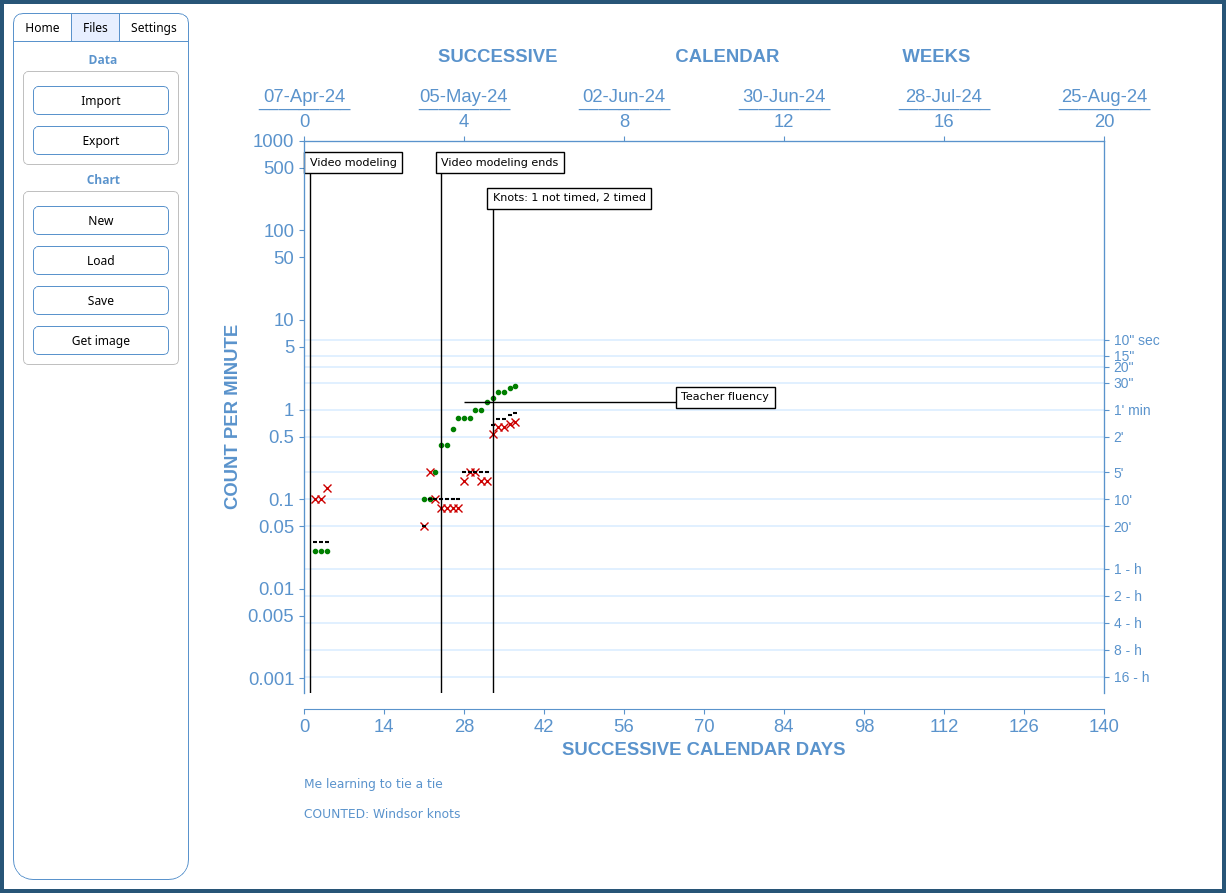 Home Files Settings
Data
Import
Export
Chart
New
Load
Save
Get image
SUCCESSIVE CALENDAR WEEKS
07-Apr-24 05-May-24 02-Jun-24 30-Jun-24 28-Jul-24 25-Aug-24
0 4 8 12 16 20
COUNT PER MINUTE
1000
500
100
50
10
5
1
0.5
0.1
0.05
0.01
0.005
0.001
Video modeling
Video modeling ends
Knots: 1 not timed, 2 timed
Teacher fluency
10" sec
15"
20"
30"
1' min
2'
5'
10'
20'
1 - h
2 - h
4 - h
8 - h
16 - h
0 14 28 42 56 70 84 98 112 126 140
SUCCESSIVE CALENDAR DAYS
Me learning to tie a tie
COUNTED: Windsor knots